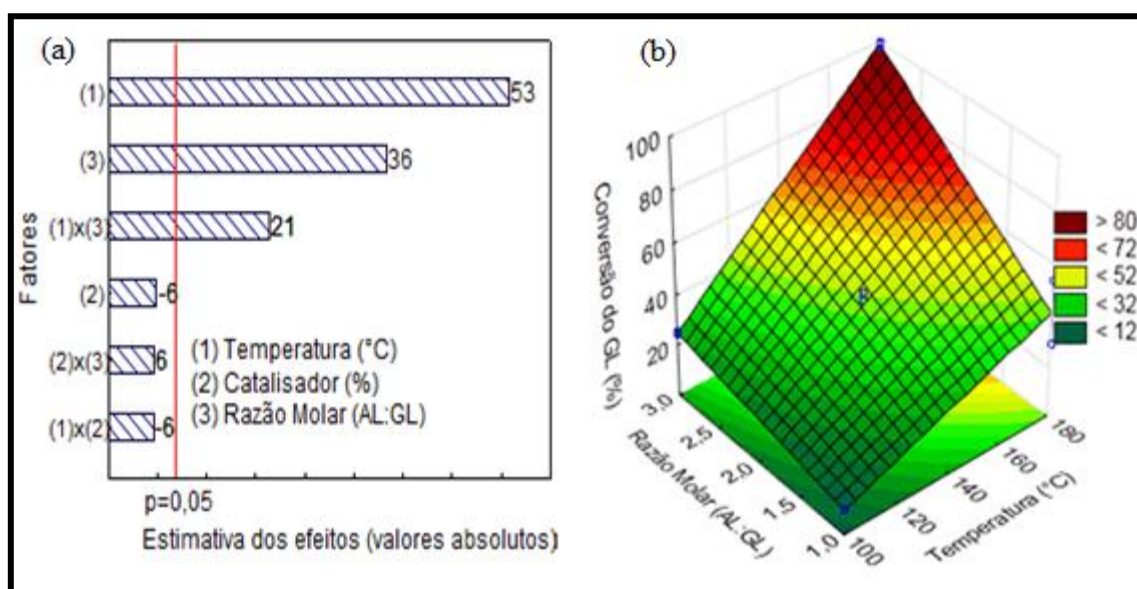 (a)
(1)
53
(3)
36
(1)x(3)
21
(2)
-6
(2)x(3)
6
(1)x(2)
-6
Fatores
(1) Temperatura (°C)
(2) Catalisador (%)
(3) Razão Molar (AL:GL)
p=0,05
Estimativa dos efeitos (valores absolutos)
(b)
Conversão do GL (%)
100
80
60
40
20
3,0
2,5
2,0
1,5
1,0
Razão Molar (AL:GL)
100
120
140
160
180
Temperatura (°C)
> 80
< 72
< 52
< 32
< 12